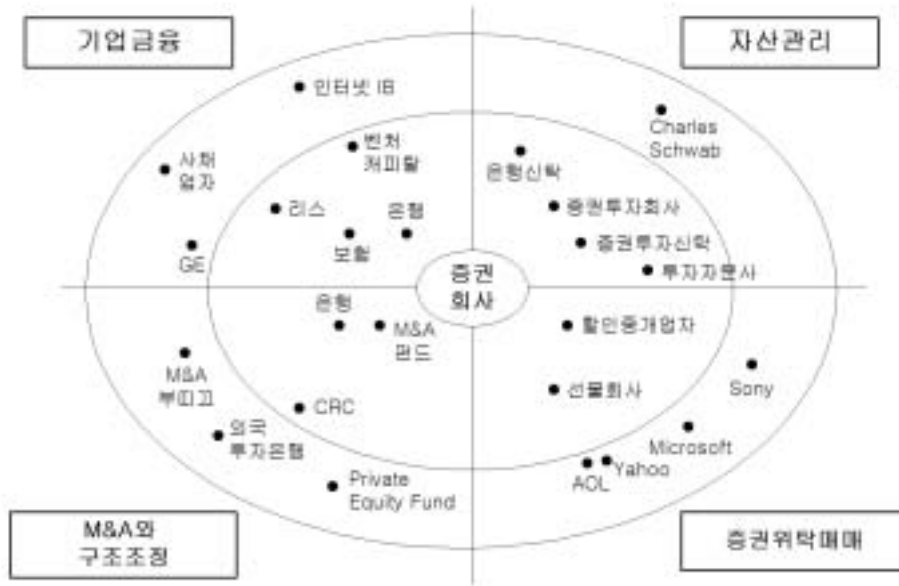 기업금융
자산관리
인터넷 IB
Charles
Schwab
벤처
캐피탈
은행신탁
사채
업자
리스
은행
증권투자회사
보험
증권투자신탁
GE
투자자문사
증권
회사
은행
M&A
펀드
할인중개업자
M&A
부띠끄
Sony
선물회사
CRC
외국
투자은행
Microsoft
Yahoo
AOL
Private
Equity Fund
M&A와
구조조정
증권위탁매매